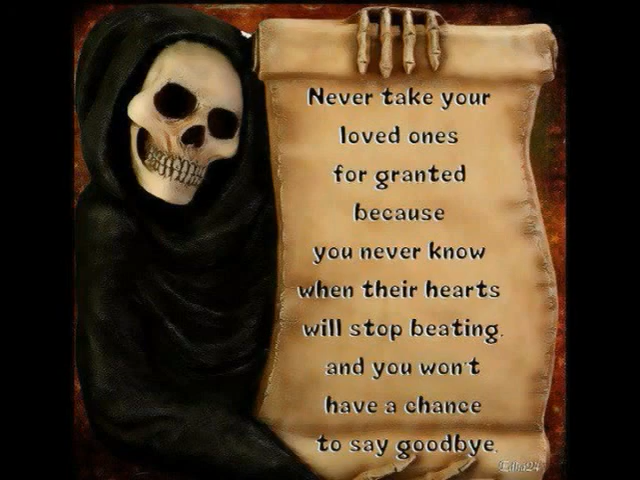 Never take your
loved ones
for granted
because
you never know
when their hearts
will stop beating.
and you won't
have a chance
to say goodbye.